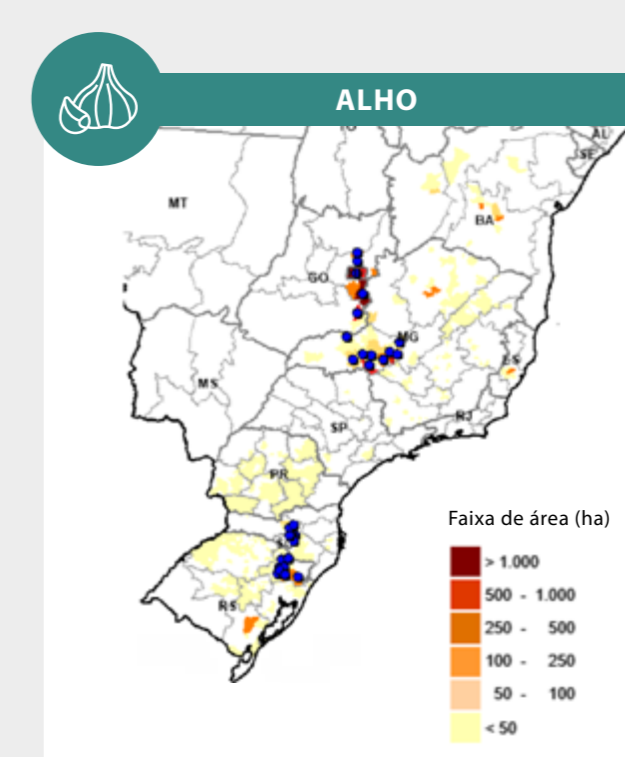 ALHO
TO
AL
SE
MT
BA
GO
MG
ES
MS
RJ
SP
PR
RS
Faixa de área (ha)
> 1.000
500 - 1.000
250 - 500
100 - 250
50 - 100
< 50